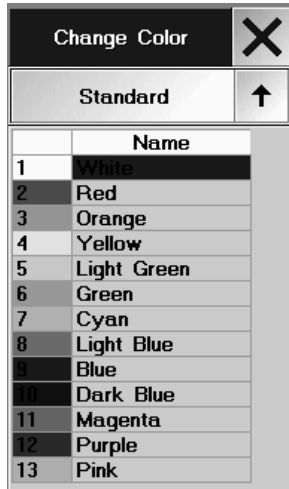 Change Color
Standard
Name
1 White
2 Red
3 Orange
4 Yellow
5 Light Green
6 Green
7 Cyan
8 Light Blue
9 Blue
10 Dark Blue
11 Magenta
12 Purple
13 Pink